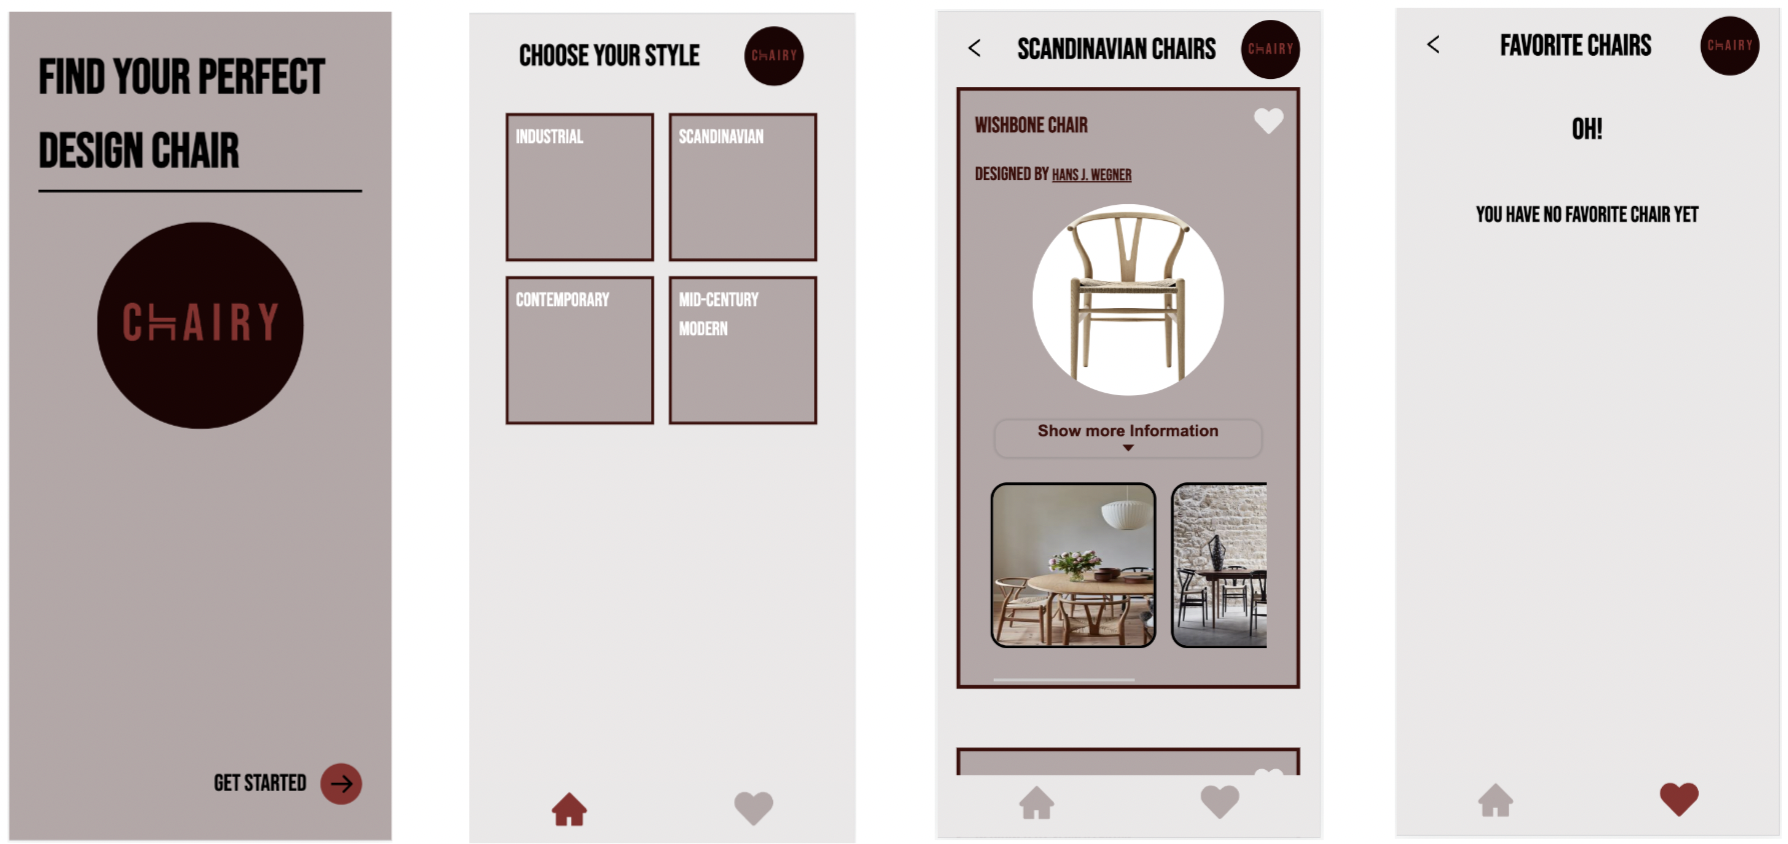 FIND YOUR PERFECT
DESIGN CHAIR
CHAIRY
GET STARTED
CHOOSE YOUR STYLE
CHAIRY
INDUSTRIAL
SCANDINAVIAN
CONTEMPORARY
MID-CENTURY
MODERN
<
SCANDINAVIAN CHAIRS
CHAIRY
WISHBONE CHAIR
DESIGNED BY HANS J. WEGNER
Show more Information
<
FAVORITE CHAIRS
CHAIRY
OH!
YOU HAVE NO FAVORITE CHAIR YET